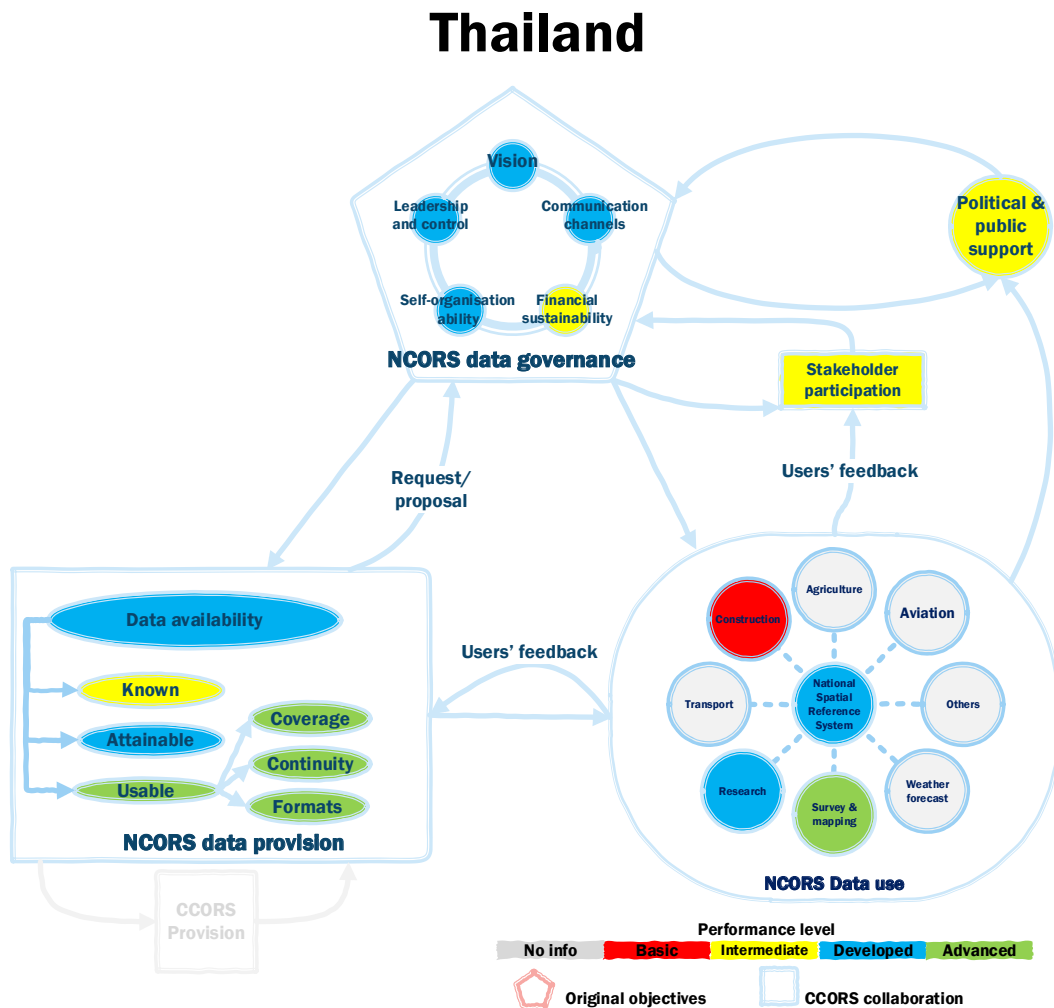 Thailand
Vision
Leadership
and control
Communication
channels
Political &
public
support
Self-organisation
ability
Financial
sustainability
NCORS data governance
Stakeholder
participation
Request/
proposal
Users' feedback
Data availability
Known
Attainable
Usable
Coverage
Continuity
Formats
NCORS data provision
Users' feedback
Agriculture
Construction
Aviation
Transport
National
Spatial
Reference
System
Others
Research
Survey &
mapping
Weather
forecast
NCORS Data use
CCORS
Provision
Performance level
No info
Basic
Intermediate
Developed
Advanced
Original objectives
CCORS collaboration